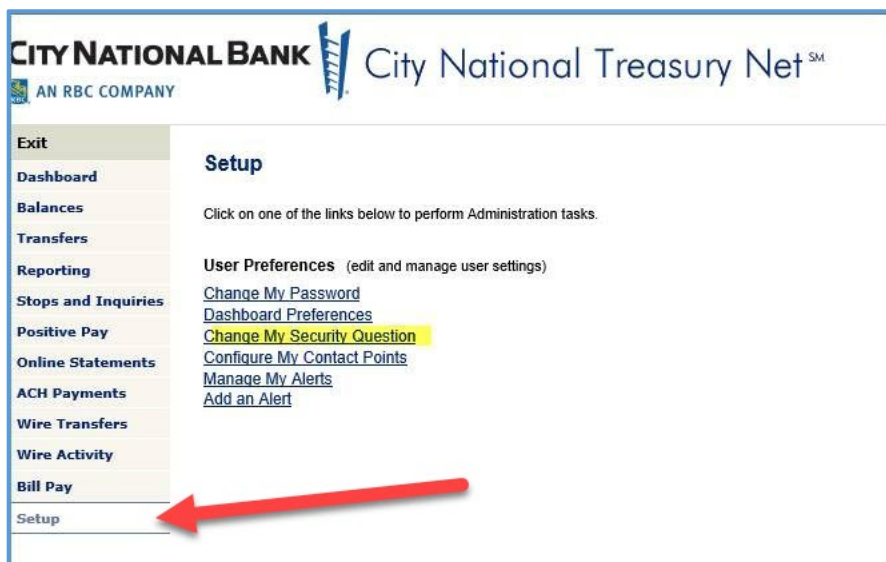 CITY NATIONAL BANK
RBC AN RBC COMPANY
City National Treasury Net SM
Exit
Dashboard
Balances
Transfers
Reporting
Stops and Inquiries
Positive Pay
Online Statements
ACH Payments
Wire Transfers
Wire Activity
Bill Pay
Setup
Setup
Click on one of the links below to perform Administration tasks.
User Preferences (edit and manage user settings)
Change My Password
Dashboard Preferences
Change My Security Question
Configure My Contact Points
Manage My Alerts
Add an Alert